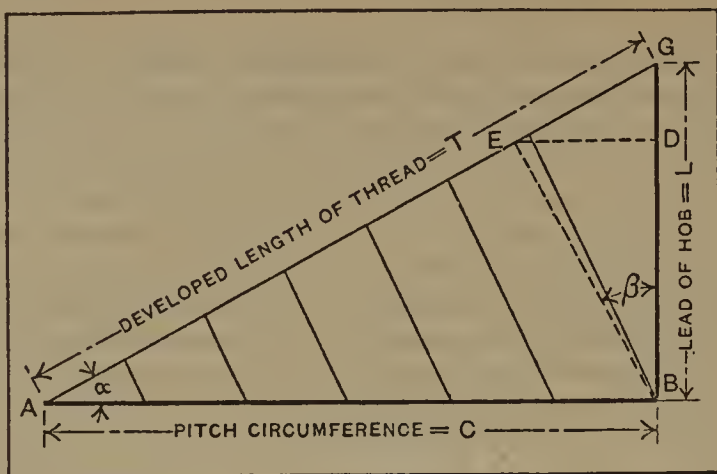 G
DEVELOPED LENGTH OF THREAD=T
E
D
LEAD OF HOB=L
β
α
A
B
PITCH CIRCUMFERENCE = C